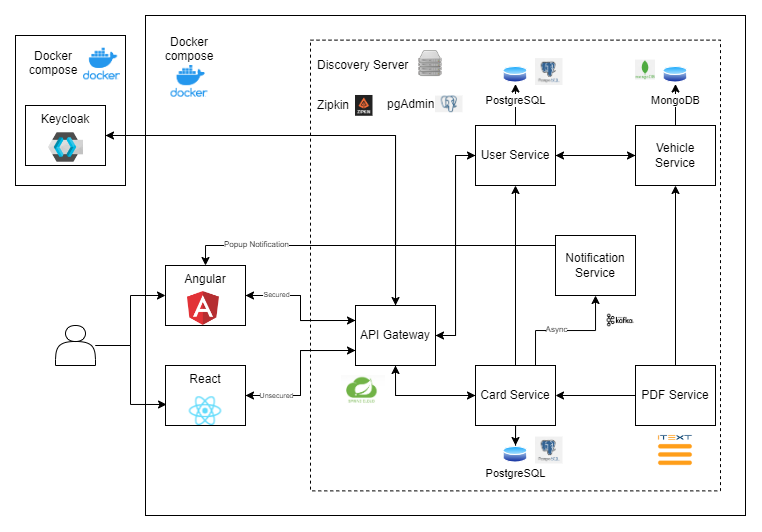 Docker
compose
docker
Keycloak
Docker
compose
docker
Discovery Server
Zipkin
ZIPKIN
pgAdmin
PostgreSQL
PostgreSQL
mongoDB
MongoDB
User Service
Vehicle
Service
Popup Notification
Notification
Service
Angular
Secured
API Gateway
Async
kafka
React
Unsecured
Card Service
PDF Service
iTEXT
PostgreSQL
PostgreSQL